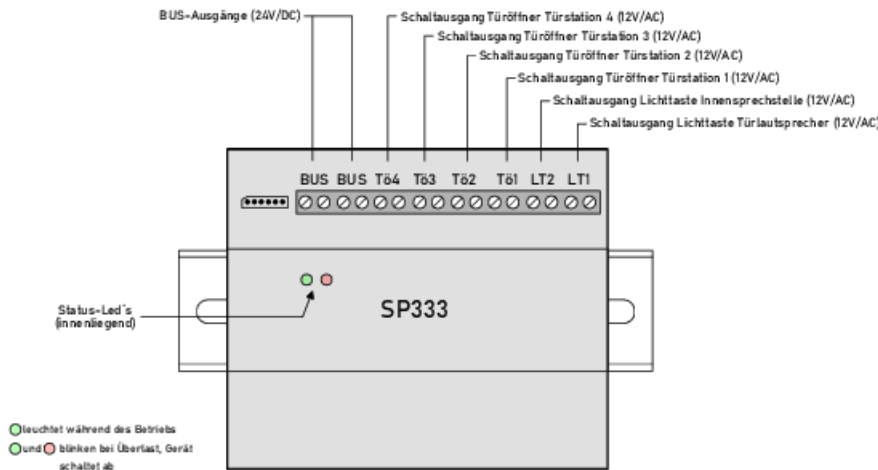 BUS-Ausgänge (24V/DC)
Schaltausgang Türöffner Türstation 4 (12V/AC)
Schaltausgang Türöffner Türstation 3 (12V/AC)
Schaltausgang Türöffner Türstation 2 (12V/AC)
Schaltausgang Türöffner Türstation 1 (12V/AC)
Schaltausgang Lichttaste Innensprechstelle (12V/AC)
Schaltausgang Lichttaste Türlautsprecher (12V/AC)
BUS BUS Tö4 Tö3 Tö2 Tö1 LT2 LT1
Status-Led´s
(innenliegend)
SP333
leuchtet während des Betriebs
und blinken bei Überlast, Gerät
schaltet ab